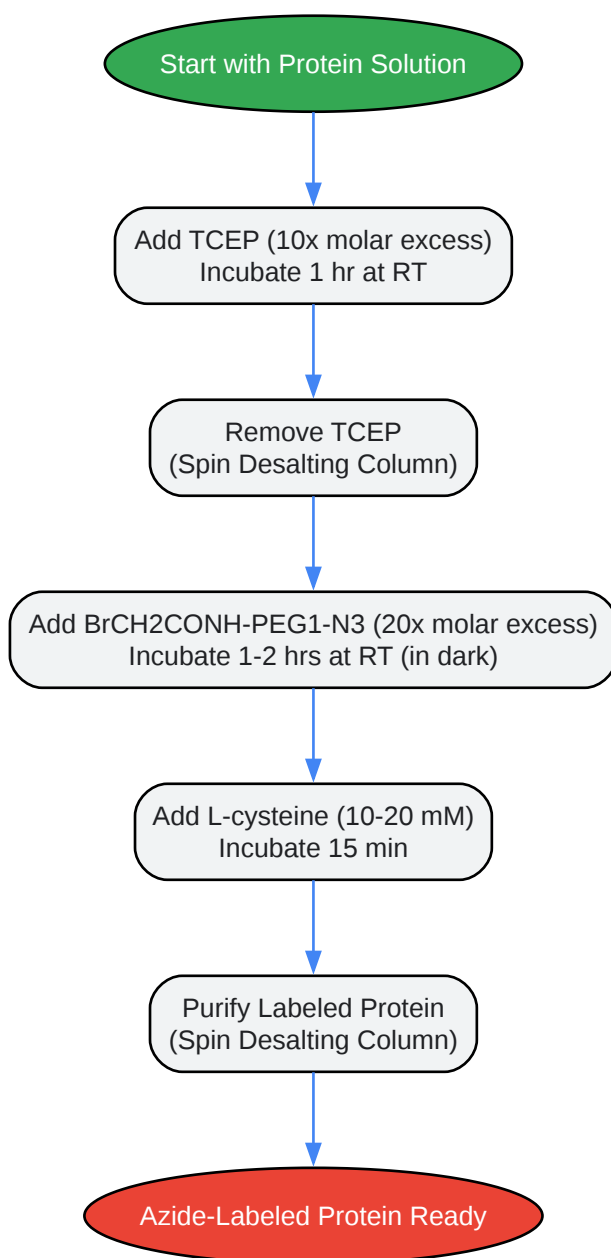 Start with Protein Solution
Add TCEP (10x molar excess)
Incubate 1 hr at RT
Remove TCEP
(Spin Desalting Column)
Add BrCH2CONH-PEG1-N3 (20x molar excess)
Incubate 1-2 hrs at RT (in dark)
Add L-cysteine (10-20 mM)
Incubate 15 min
Purify Labeled Protein
(Spin Desalting Column)
Azide-Labeled Protein Ready